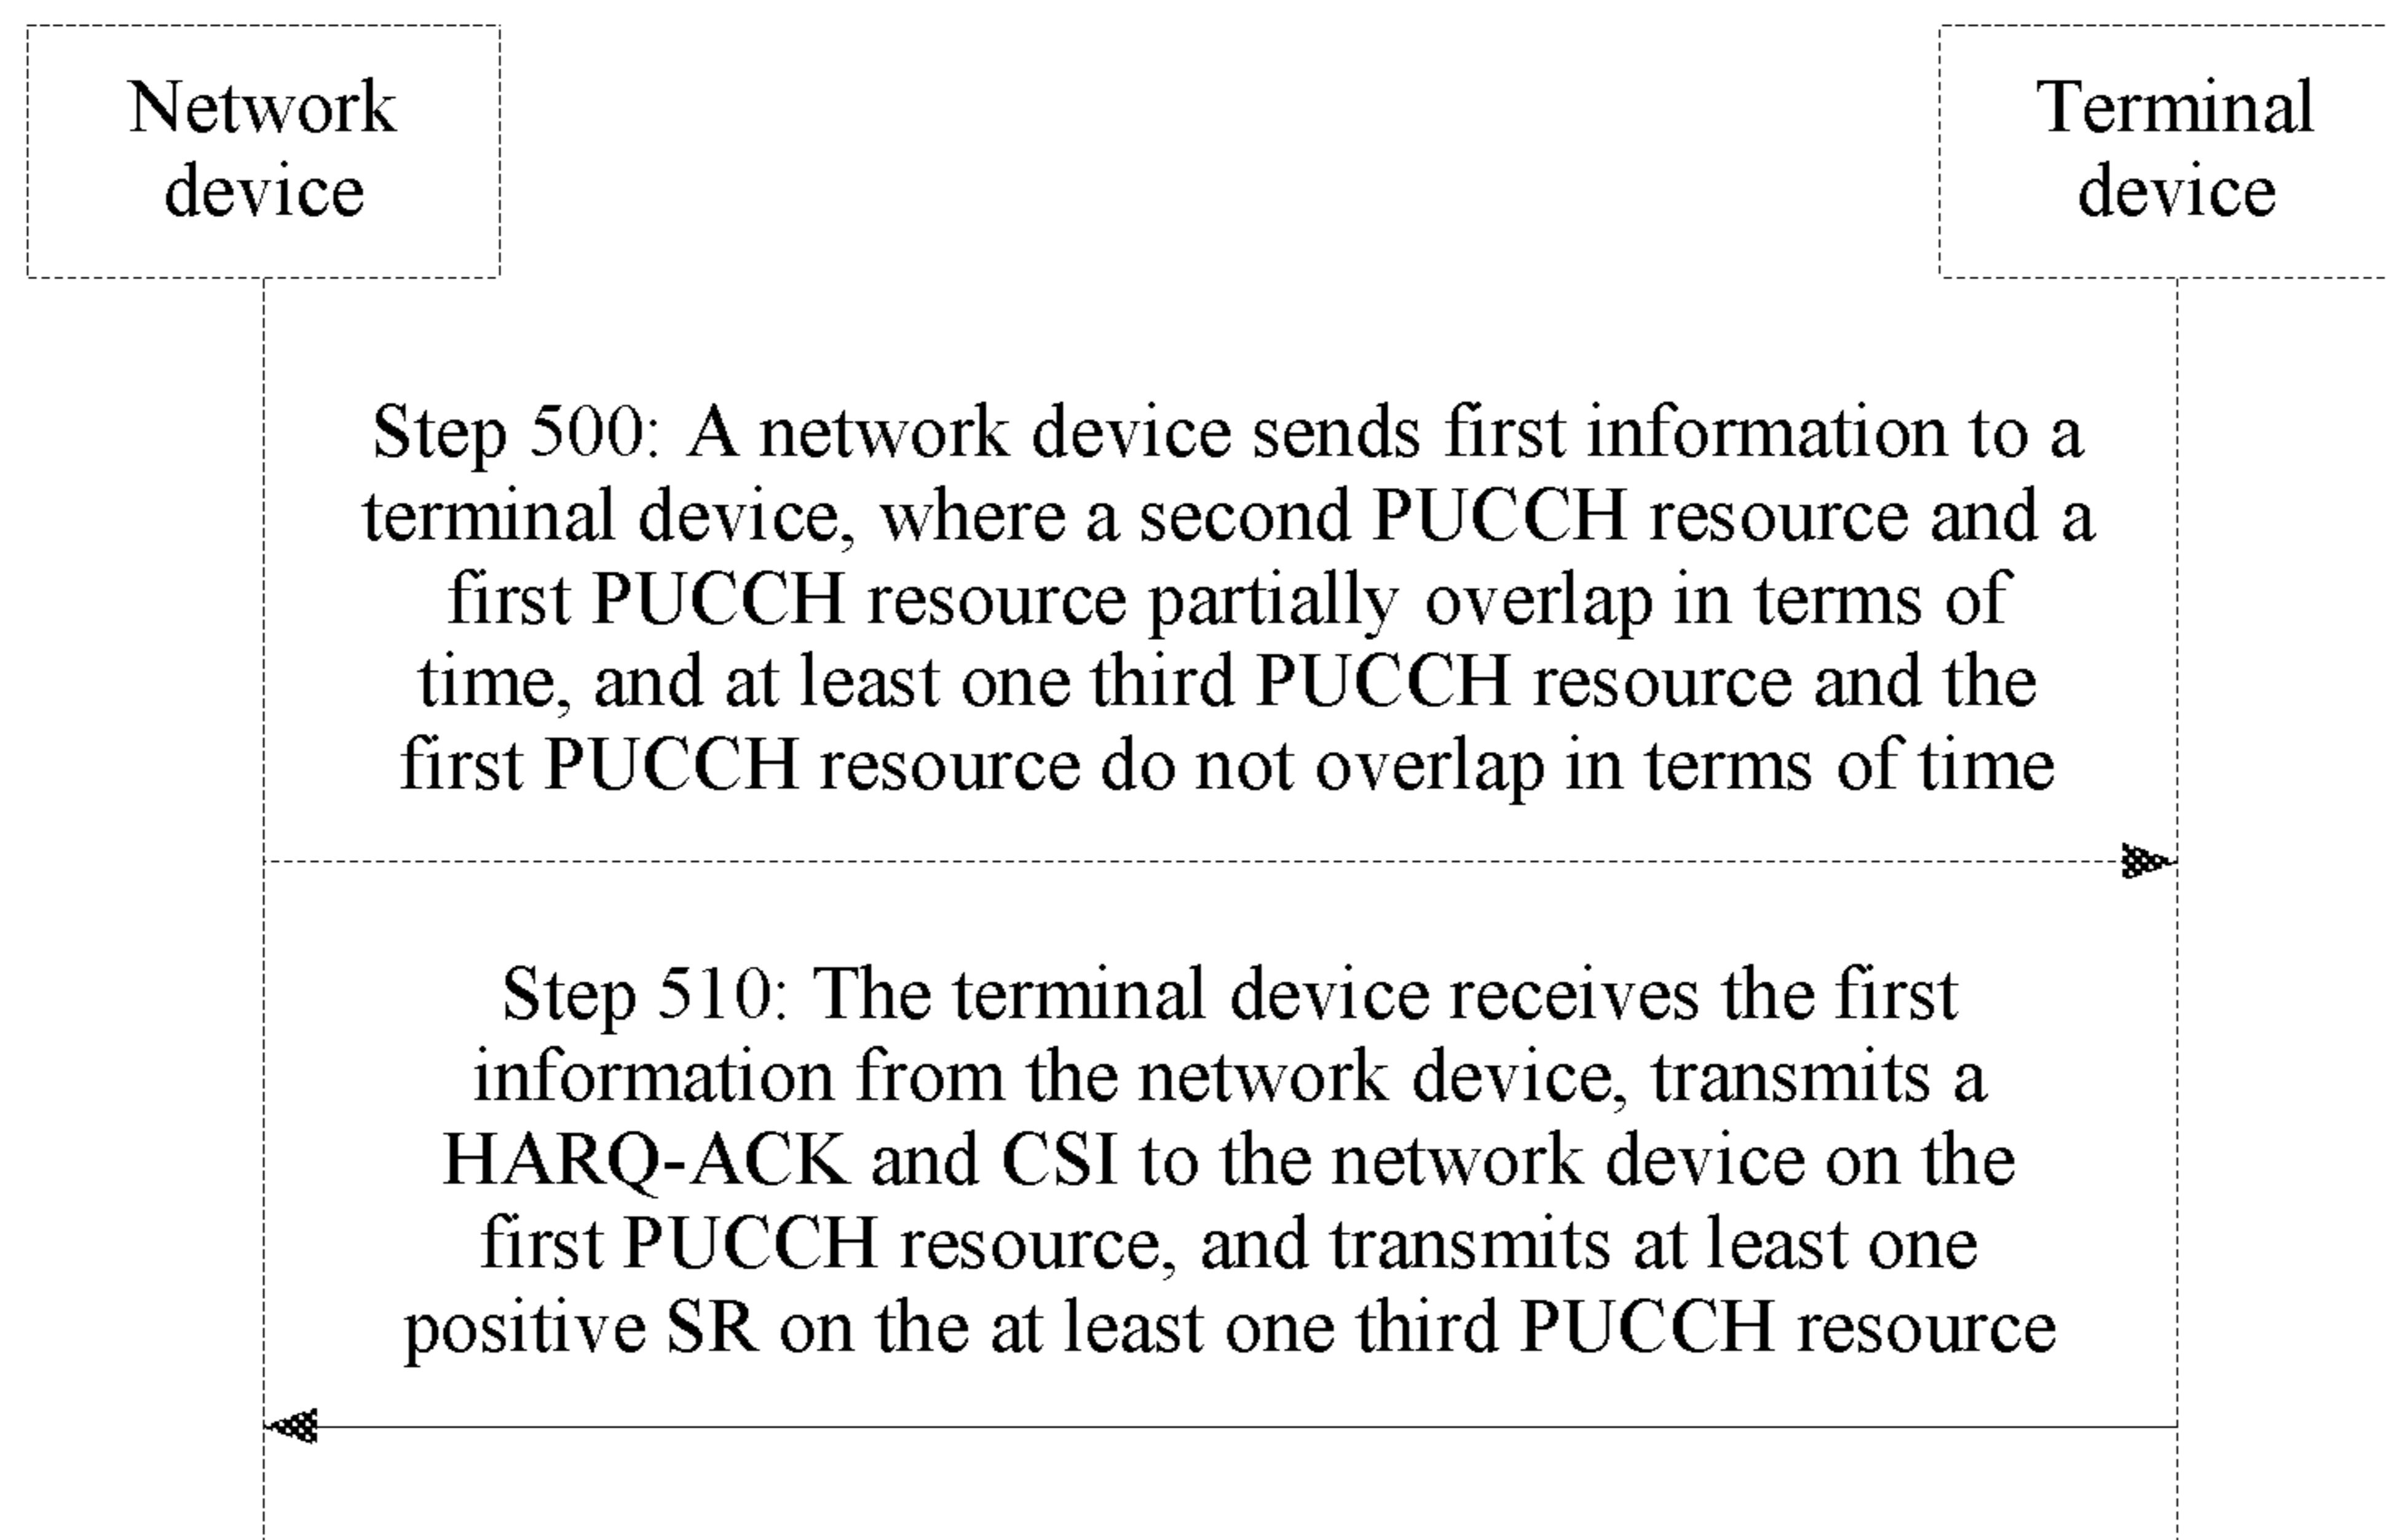 Network
device
Terminal
device
Step 500: A network device sends first information to a
terminal device, where a second PUCCH resource and a
first PUCCH resource partially overlap in terms of
time, and at least one third PUCCH resource and the
first PUCCH resource do not overlap in terms of time
Step 510: The terminal device receives the first
information from the network device, transmits a
HARQ-ACK and CSI to the network device on the
first PUCCH resource, and transmits at least one
positive SR on the at least one third PUCCH resource